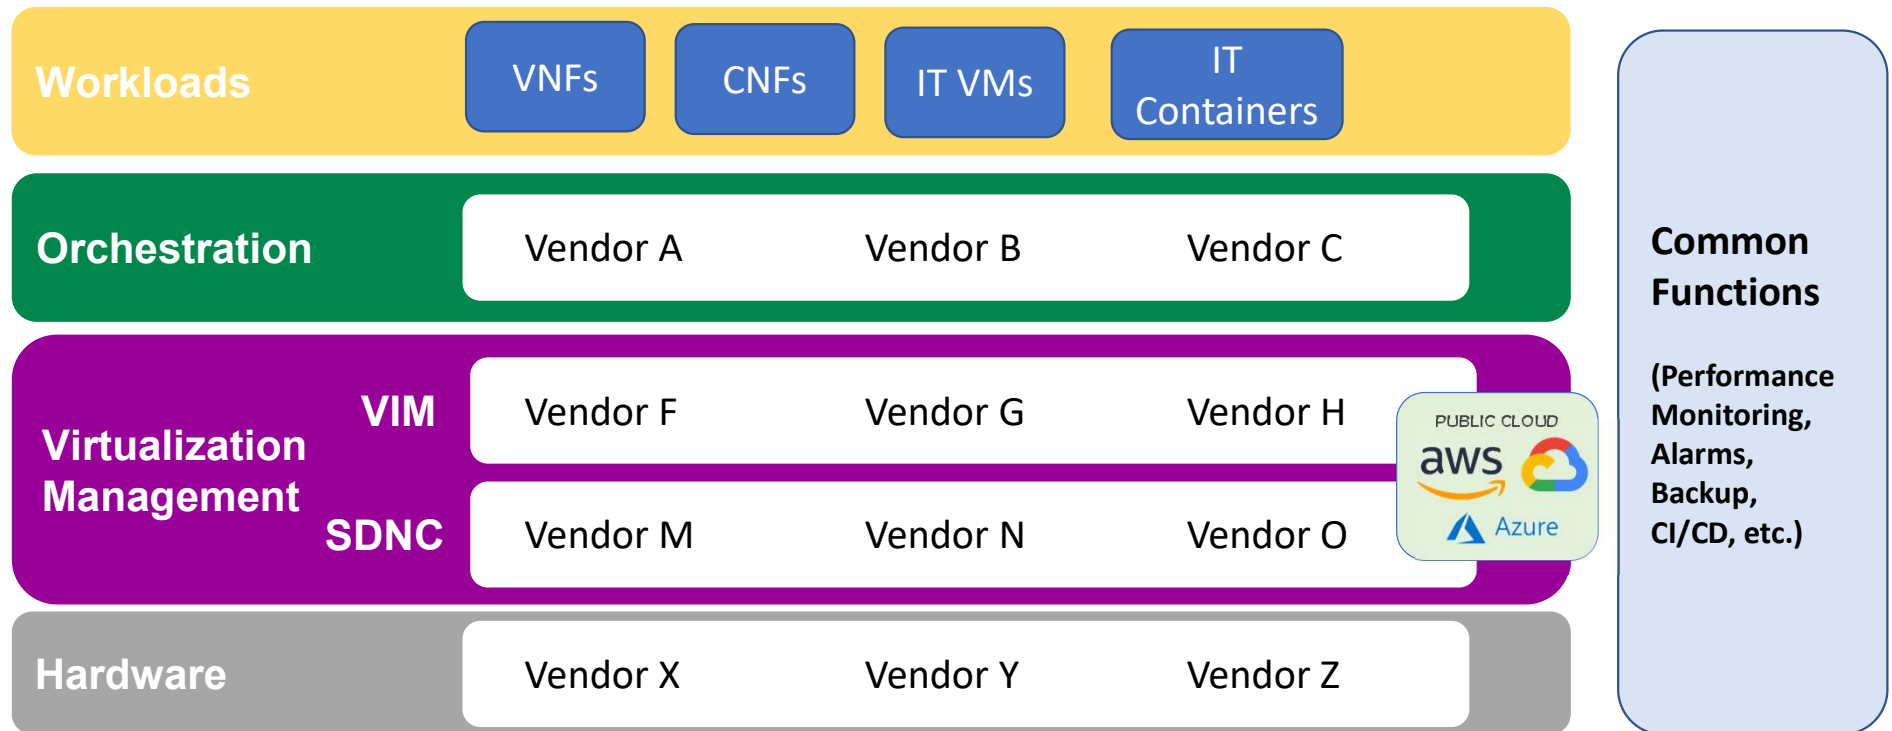 Workloads
VNFs
CNFs
IT VMs
IT
Containers
Orchestration
Vendor A
Vendor B
Vendor C
Virtualization
Management
VIM
Vendor F
Vendor G
Vendor H
SDNC
Vendor M
Vendor N
Vendor O
PUBLIC CLOUD
aws
Azure
Hardware
Vendor X
Vendor Y
Vendor Z
Common
Functions
(Performance
Monitoring,
Alarms,
Backup,
CI/CD, etc.)